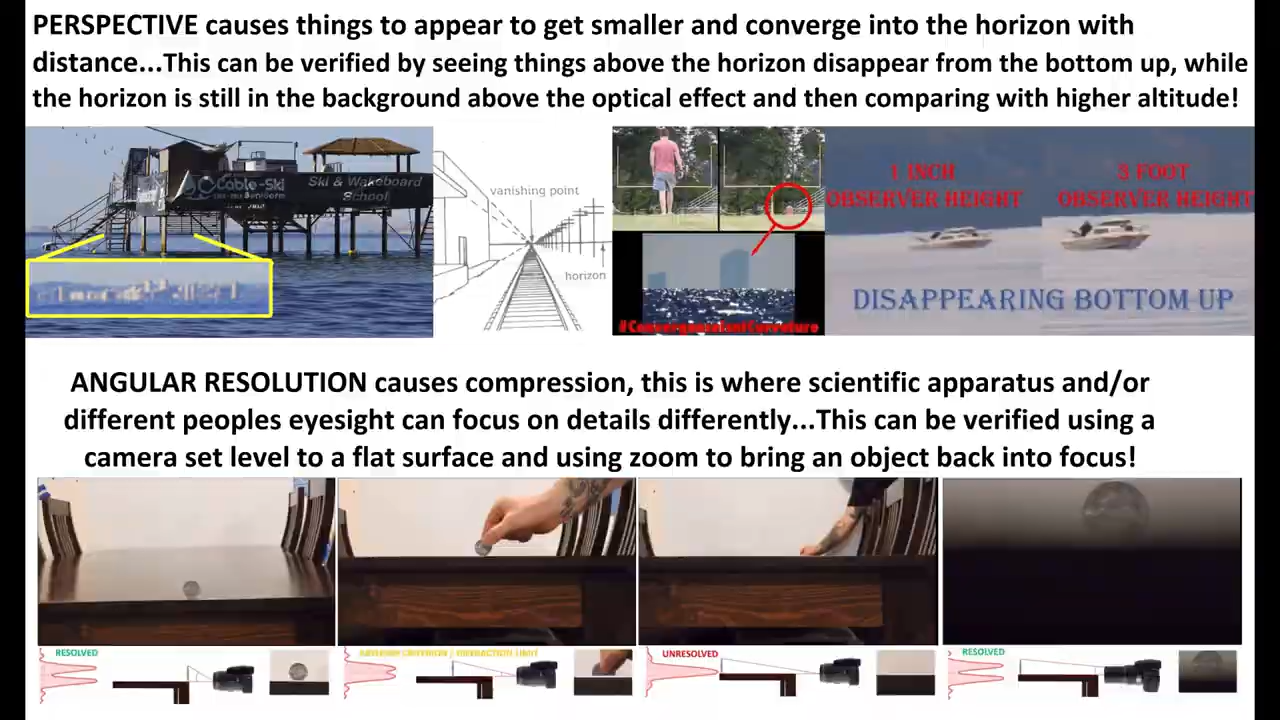 PERSPECTIVE causes things to appear to get smaller and converge into the horizon with
distance...This can be verified by seeing things above the horizon disappear from the bottom up, while
the horizon is still in the background above the optical effect and then comparing with higher altitude!
Cable-Ski
Ski & Wakeboard
School
vanishing point
horizon
#ConvergenceIsntCurvature
1 INCH
OBSERVER HEIGHT
3 FOOT
OBSERVER HEIGHT
DISAPPEARING BOTTOM UP
ANGULAR RESOLUTION causes compression, this is where scientific apparatus and/or
different peoples eyesight can focus on details differently...This can be verified using a
camera set level to a flat surface and using zoom to bring an object back into focus!
RESOLVED
RAYLEIGH CRITERION / DIFFRACTION LIMIT
UNRESOLVED
RESOLVED